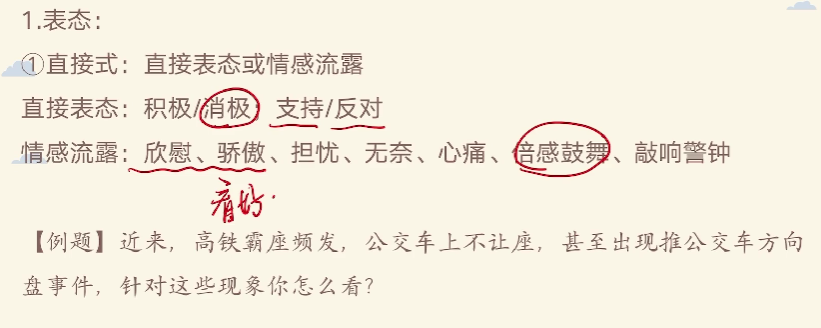 1.表态：
①直接式：直接表态或情感流露
直接表态：积极/消极；支持/反对
情感流露：欣慰、骄傲、担忧、无奈、心痛、倍感鼓舞、敲响警钟
看好.
【例题】近来，高铁霸座频发，公交车上不让座，甚至出现推公交车方向
盘事件，针对这些现象你怎么看？